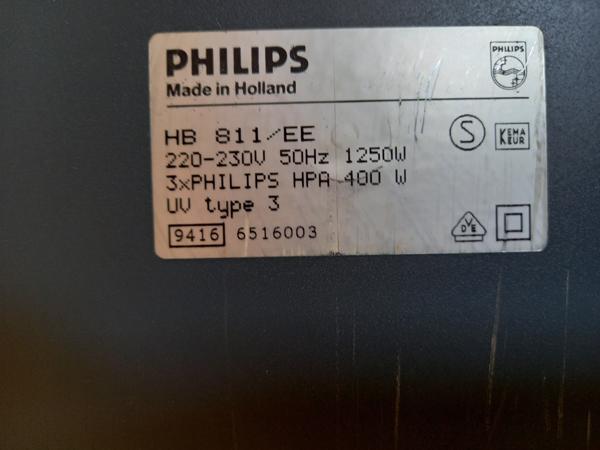 PHILIPS
Made in Holland
PHILIPS
HB 811/EE
220-230V 50Hz 1250W
3xPHILIPS HPA 400 W
UV type 3
9416 6516003
S
KEMA
KEUR
VDE